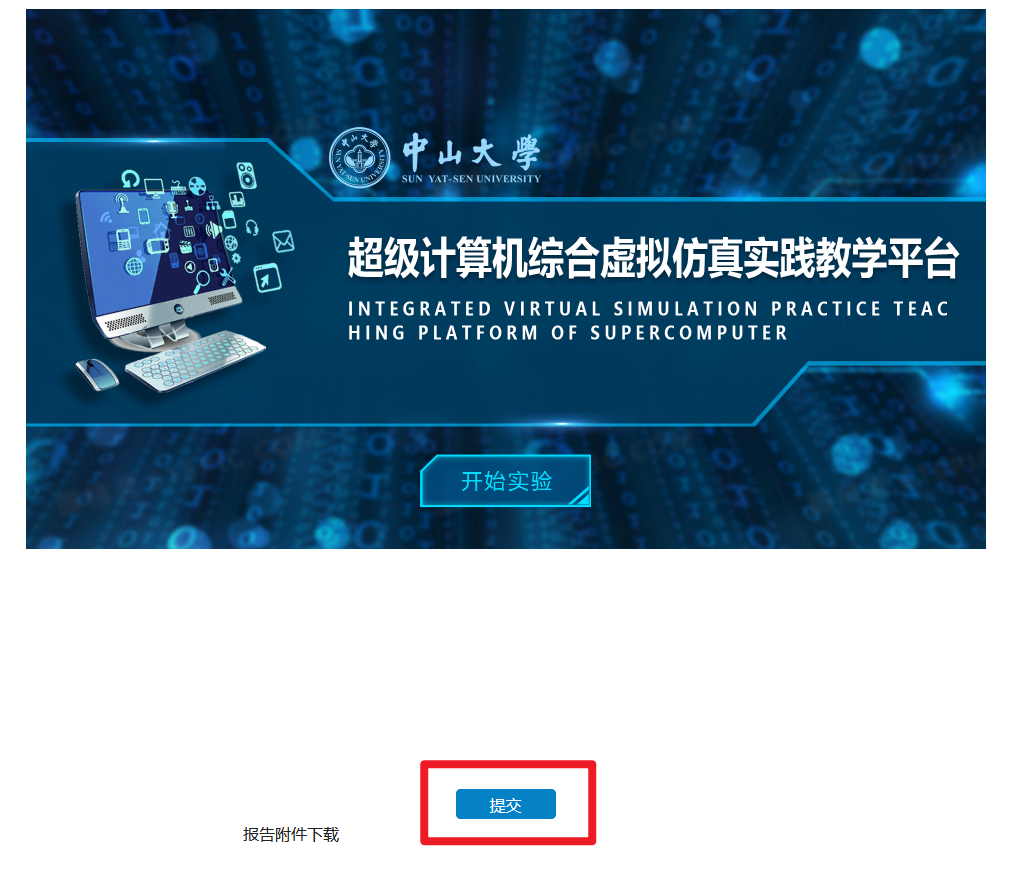 中山大學
SUN YAT-SEN UNIVERSITY
超级计算机综合虚拟仿真实践教学平台
INTEGRATED VIRTUAL SIMULATION PRACTICE TEAC
HING PLATFORM OF SUPERCOMPUTER
开始实验
提交
报告附件下载